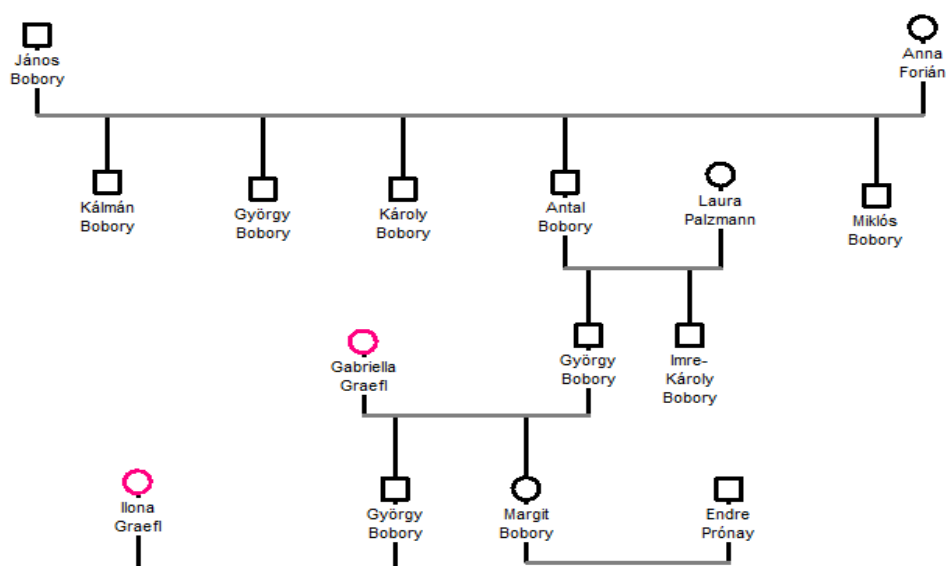 János
Bobory
Anna
Forián
Kálmán
Bobory
György
Bobory
Károly
Bobory
Antal
Bobory
Laura
Palzmann
Miklós
Bobory
Gabriella
Graefl
György
Bobory
Imre-
Károly
Bobory
Ilona
Graefl
György
Bobory
Margit
Bobory
Endre
Prónay